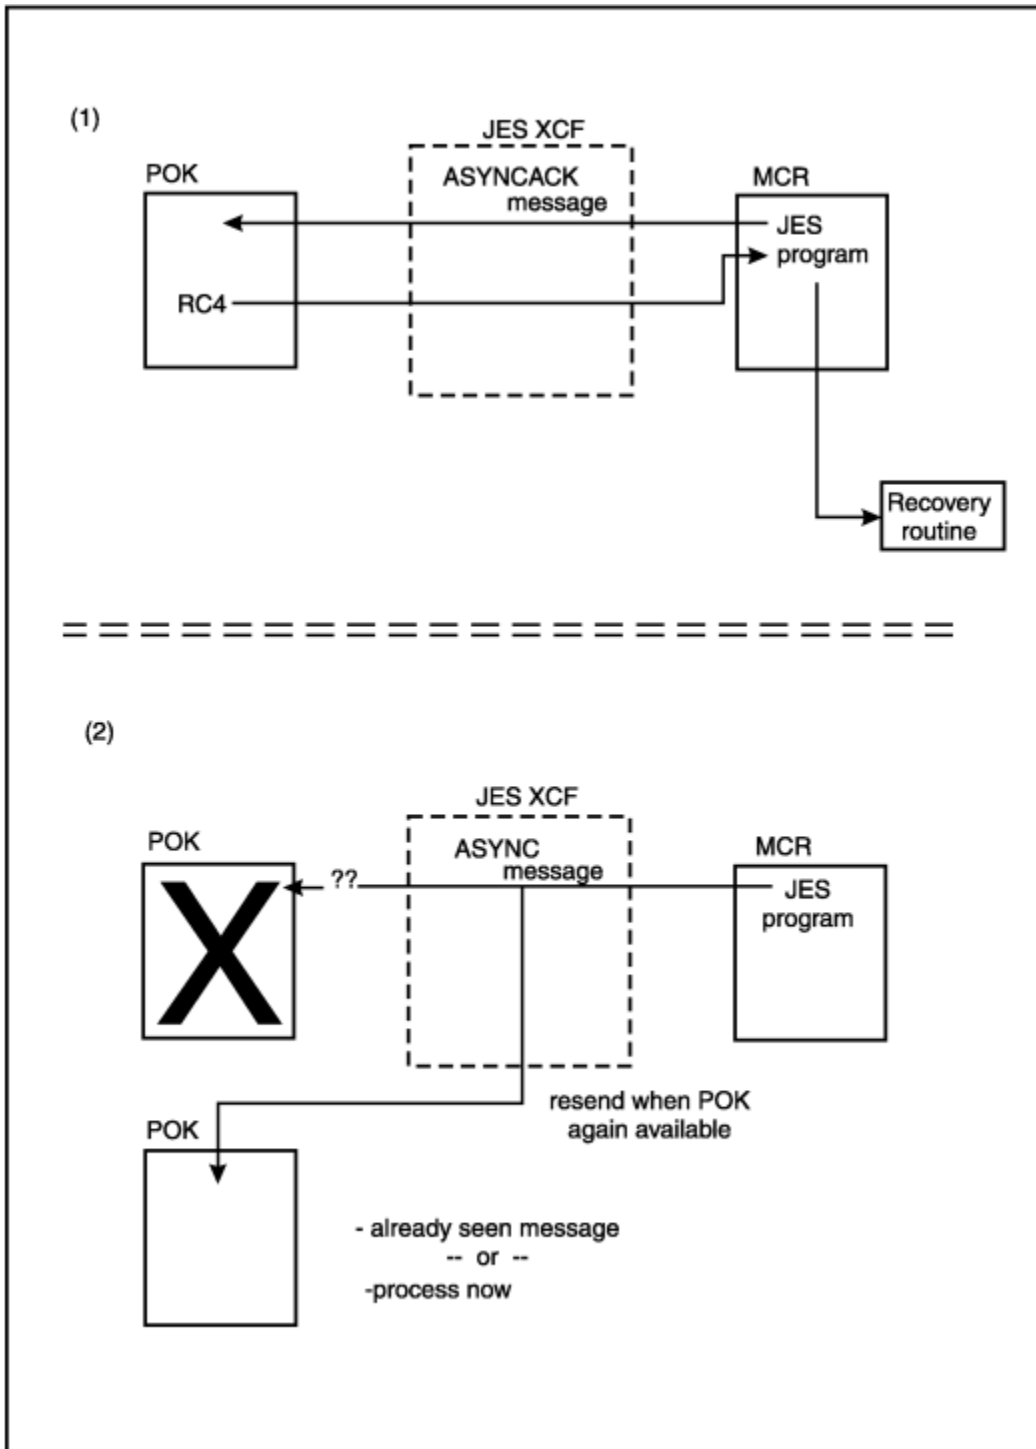 (1)
JES XCF
POK
ASYNCACK
message
MCR
JES
program
RC4
Recovery
routine
(2)
JES XCF
POK
ASYNC
message
MCR
??
JES
program
resend when POK
again available
POK
- already seen message
-- or --
-process now